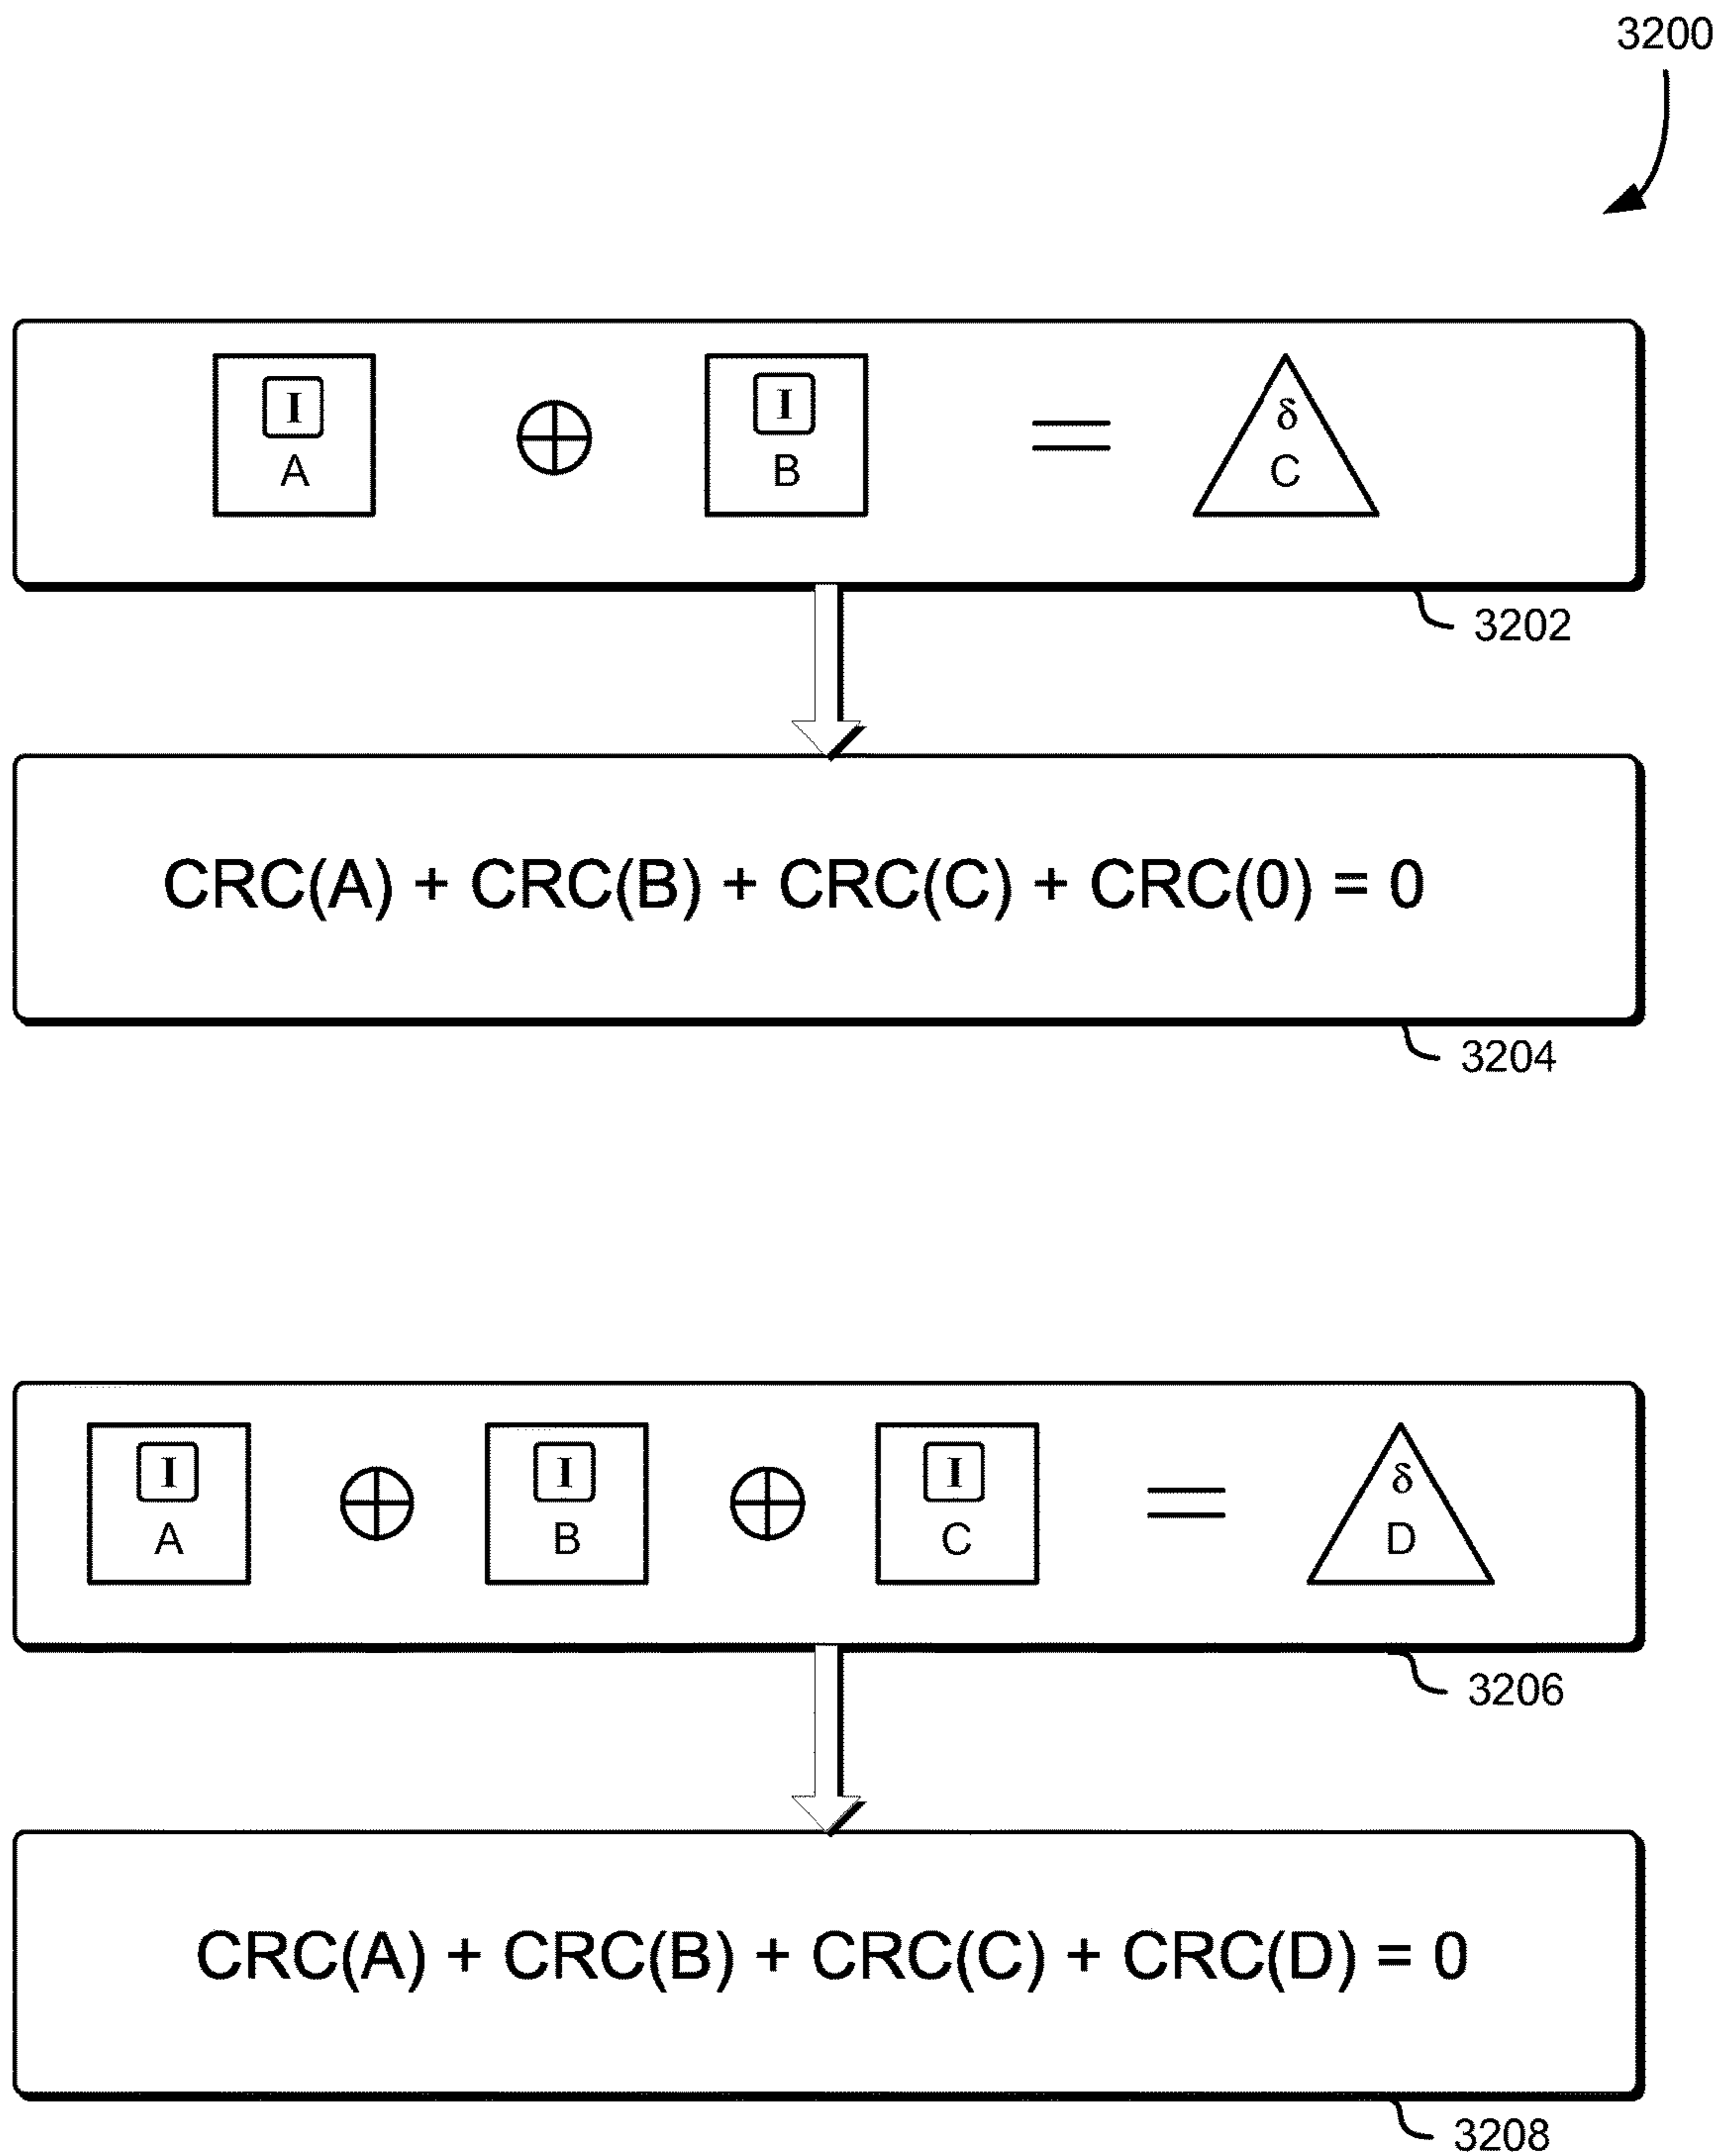 3200
I I δ
A ⊕ B = C
3202
CRC(A) + CRC(B) + CRC(C) + CRC(0) = 0
3204
I I I δ
A ⊕ B ⊕ C = D
3206
CRC(A) + CRC(B) + CRC(C) + CRC(D) = 0
3208